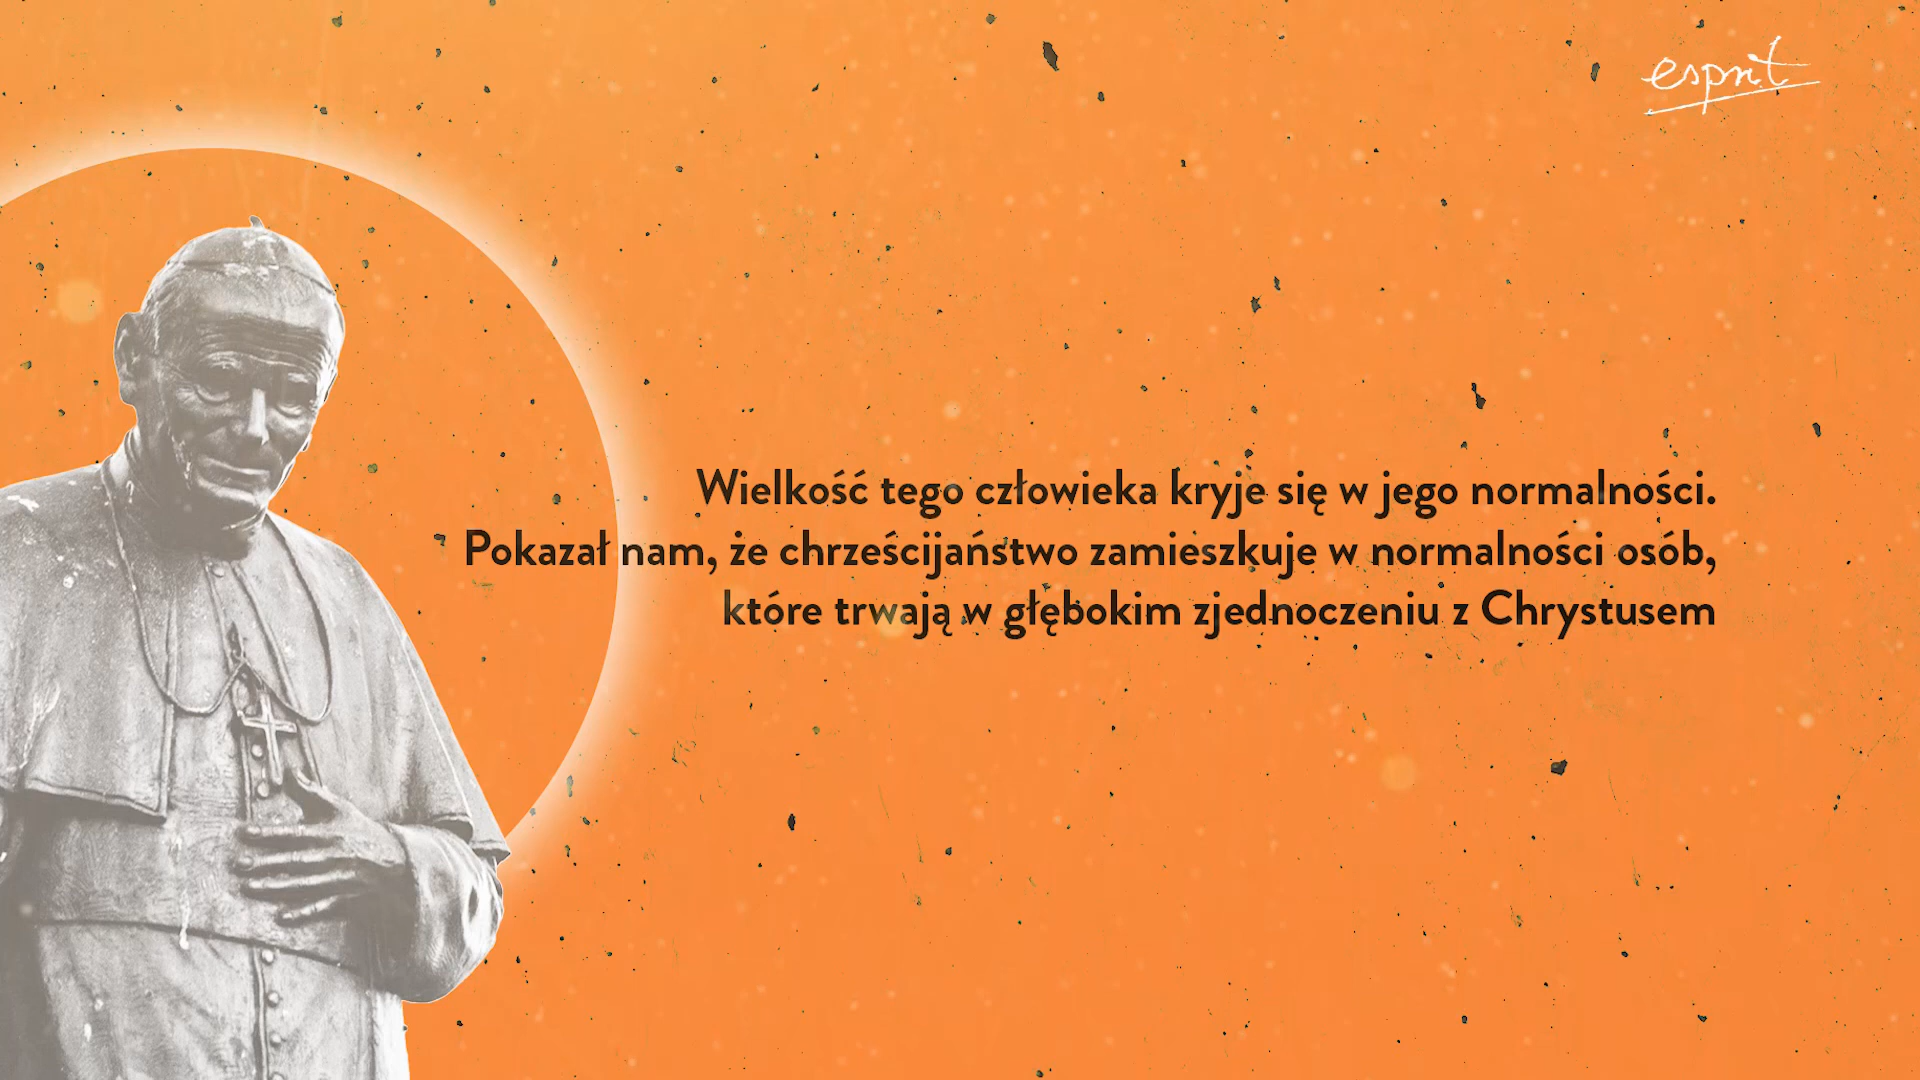 esprit
Wielkość tego człowieka kryje się w jego normalności.
Pokazał nam, że chrześcijaństwo zamieszkuje w normalności osób,
które trwają w głębokim zjednoczeniu z Chrystusem